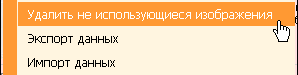 Удалить не использующиеся изображения
Экспорт данных
Импорт данных